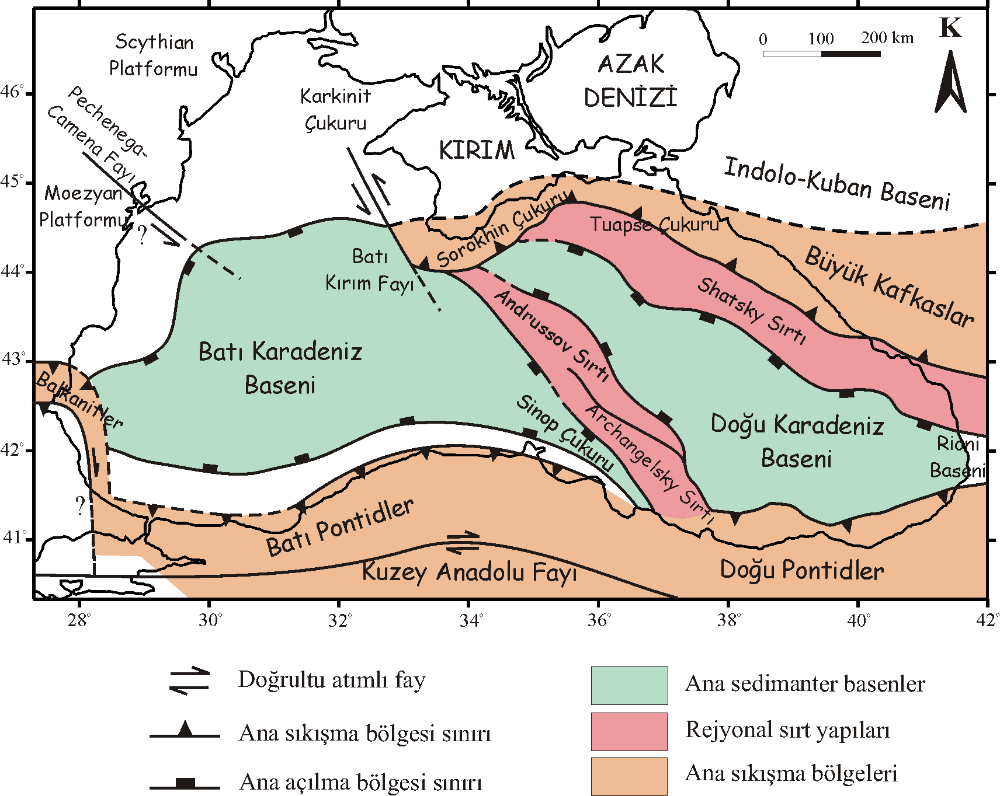 Scythian
Platformu
Karkinit
Çukuru
AZAK
DENİZİ
0
100
200 km
K
46°
45°
44°
43°
42°
41°
Pechenega-
Camena Fayı
KIRIM
Indolo-Kuban Baseni
Moezyan
Platformu
?
Sorokhin Çukuru
Tuapse Çukuru
Büyük Kafkaslar
Batı
Kırım Fayı
Shatsky Sırtı
Andrussov Sırtı
Batı Karadeniz
Baseni
Balkanitler
Sinop Çukuru
Archangelsky Sırtı
Doğu Karadeniz
Baseni
Rioni
Baseni
?
Batı Pontidler
Kuzey Anadolu Fayı
Doğu Pontidler
28°
30°
32°
34°
36°
38°
40°
42°
Doğrultu atımlı fay
Ana sıkışma bölgesi sınırı
Ana açılma bölgesi sınırı
Ana sedimanter basenler
Rejyonal sırt yapıları
Ana sıkışma bölgeleri